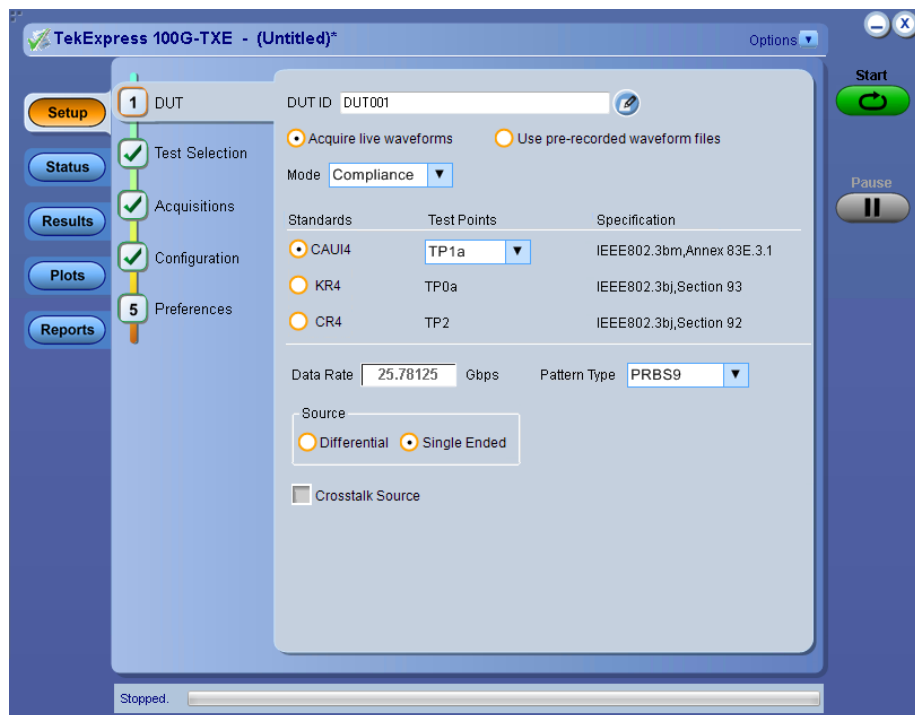 TekExpress 100G-TXE - (Untitled)*
Options
Start
Pause
Setup
Status
Results
Plots
Reports
1 DUT
Test Selection
Acquisitions
Configuration
5 Preferences
DUT ID DUT001
Acquire live waveforms Use pre-recorded waveform files
Mode Compliance
Standards Test Points Specification
CAUI4 TP1a IEEE802.3bm,Annex 83E.3.1
KR4 TP0a IEEE802.3bj,Section 93
CR4 TP2 IEEE802.3bj,Section 92
Data Rate 25.78125 Gbps Pattern Type PRBS9
Source
Differential Single Ended
Crosstalk Source
Stopped.